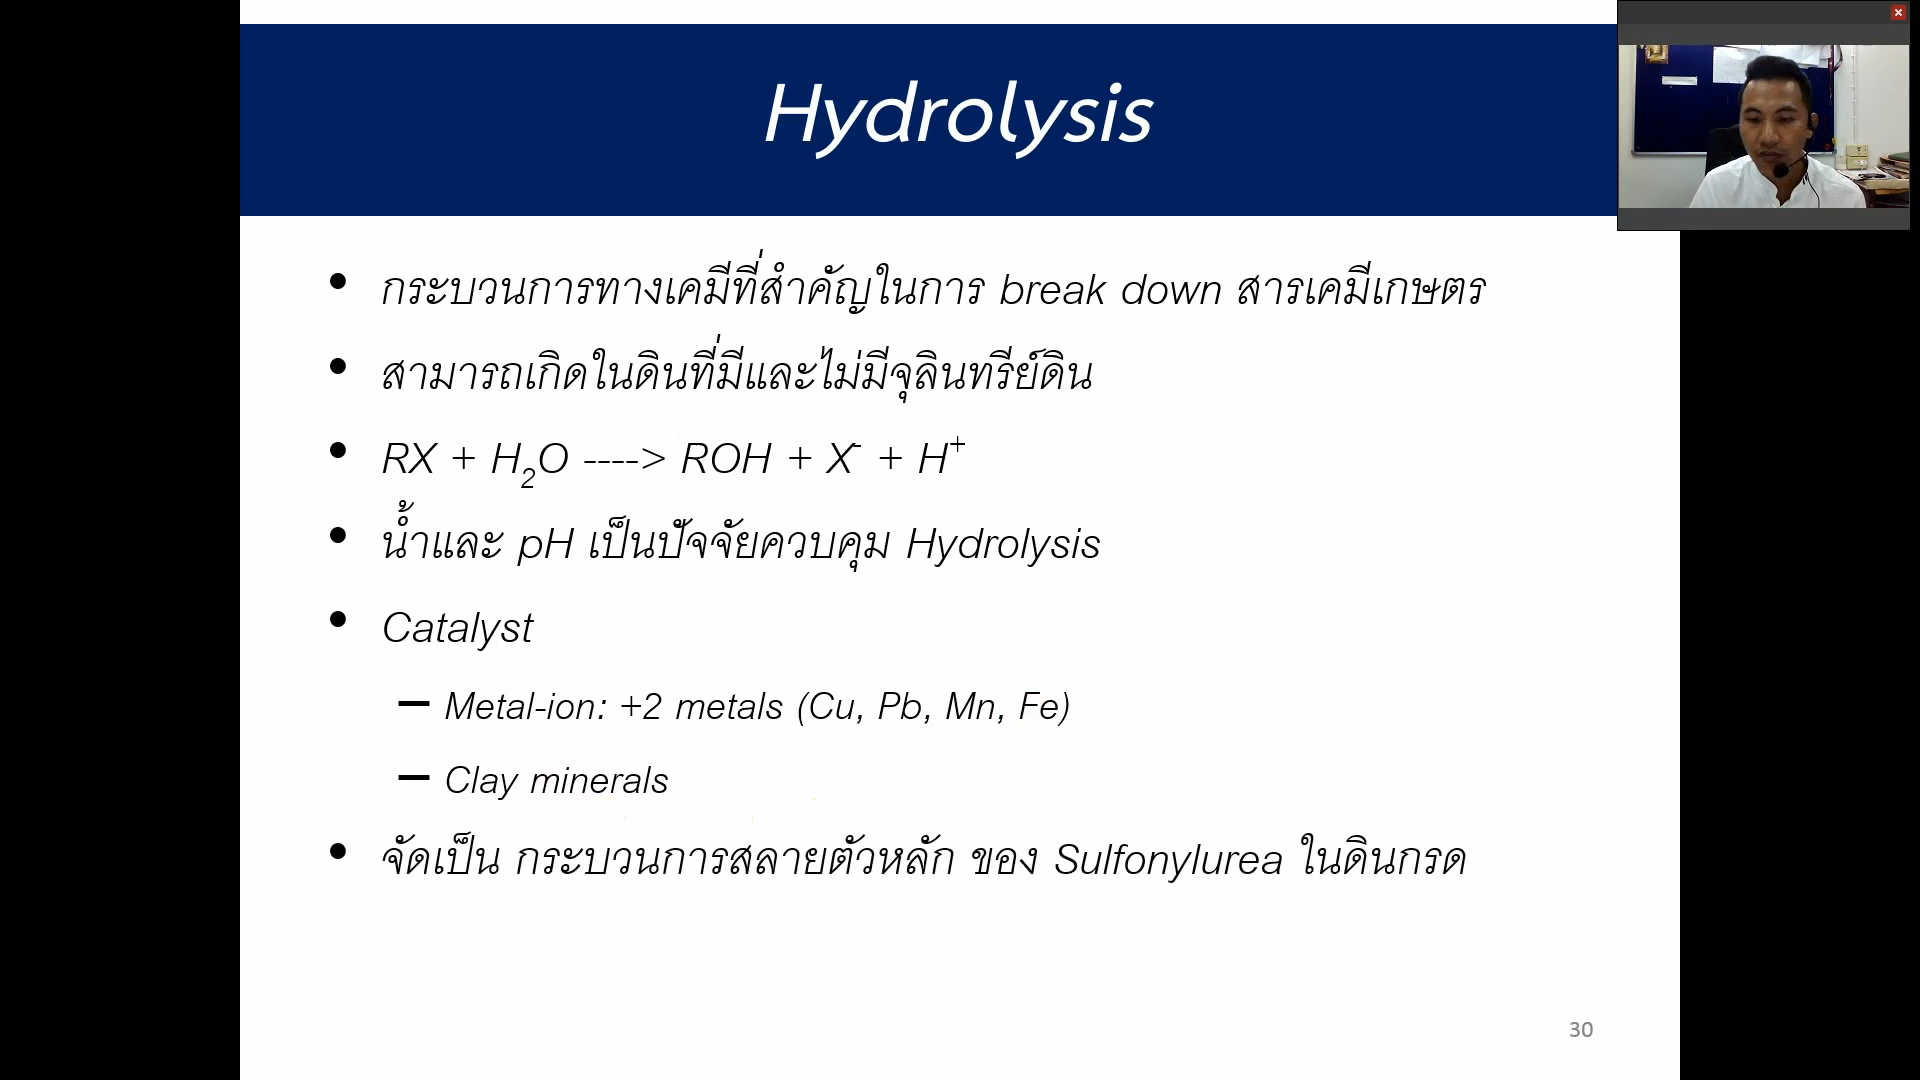 Hydrolysis
• กระบวนการทางเคมีที่สำคัญในการ break down สารเคมีเกษตร
• สามารถเกิดในดินที่มีและไม่มีจุลินทรีย์ดิน
• RX + H₂O ----> ROH + X⁻ + H⁺
• น้ำและ pH เป็นปัจจัยควบคุม Hydrolysis
• Catalyst
– Metal-ion: +2 metals (Cu, Pb, Mn, Fe)
– Clay minerals
• จัดเป็น กระบวนการสลายตัวหลัก ของ Sulfonylurea ในดินกรด
30